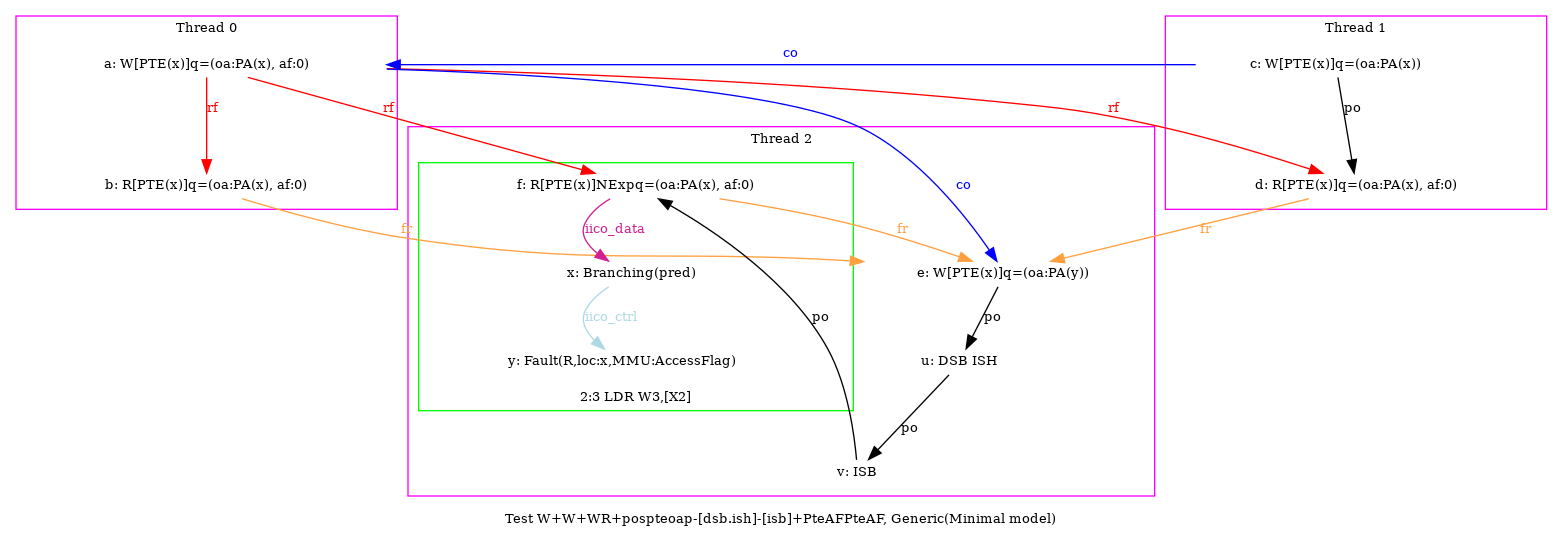 Thread 0
Thread 1
a: W[PTE(x)]q=(oa:PA(x), af:0)
co
c: W[PTE(x)]q=(oa:PA(x))
rf
rf
rf
po
Thread 2
b: R[PTE(x)]q=(oa:PA(x), af:0)
f: R[PTE(x)]NExpq=(oa:PA(x), af:0)
co
d: R[PTE(x)]q=(oa:PA(x), af:0)
fr
iico_data
fr
fr
x: Branching(pred)
e: W[PTE(x)]q=(oa:PA(y))
iico_ctrl
po
po
y: Fault(R,loc:x,MMU:AccessFlag)
u: DSB ISH
2:3 LDR W3,[X2]
po
v: ISB
Test W+W+WR+pospteoap-[dsb.ish]-[isb]+PteAFPteAF, Generic(Minimal model)